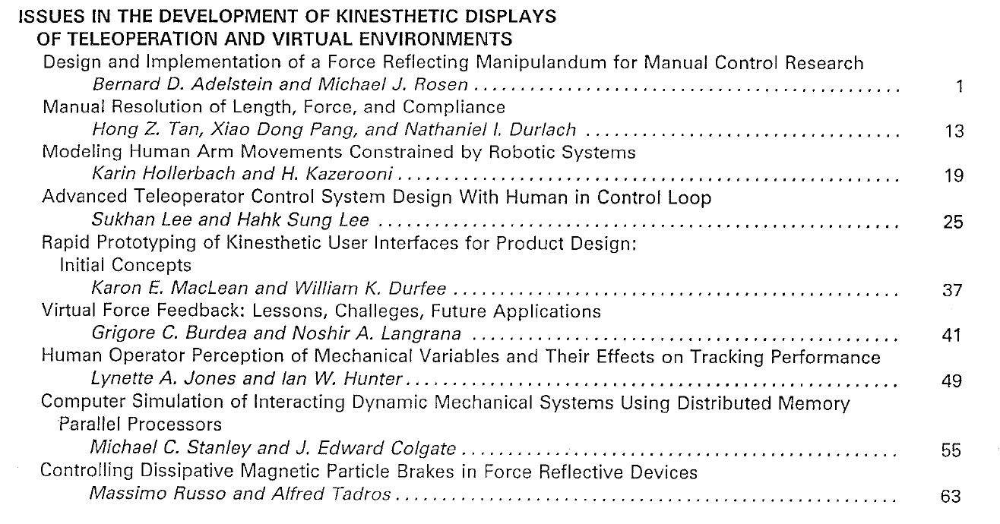 ISSUES IN THE DEVELOPMENT OF KINESTHETIC DISPLAYS
OF TELEOPERATION AND VIRTUAL ENVIRONMENTS
Design and Implementation of a Force Reflecting Manipulandum for Manual Control Research
Bernard D. Adelstein and Michael J. Rosen . . . . . . . . . . . . . . . . . . . . 1
Manual Resolution of Length, Force, and Compliance
Hong Z. Tan, Xiao Dong Pang, and Nathaniel I. Durlach . . . . . . . . . . . . . . . . . . . . 13
Modeling Human Arm Movements Constrained by Robotic Systems
Karin Hollerbach and H. Kazerooni . . . . . . . . . . . . . . . . . . . . 19
Advanced Teleoperator Control System Design With Human in Control Loop
Sukhan Lee and Hahk Sung Lee . . . . . . . . . . . . . . . . . . . . 25
Rapid Prototyping of Kinesthetic User Interfaces for Product Design:
Initial Concepts
Karon E. MacLean and William K. Durfee . . . . . . . . . . . . . . . . . . . . 37
Virtual Force Feedback: Lessons, Challeges, Future Applications
Grigore C. Burdea and Noshir A. Langrana . . . . . . . . . . . . . . . . . . . . 41
Human Operator Perception of Mechanical Variables and Their Effects on Tracking Performance
Lynette A. Jones and Ian W. Hunter . . . . . . . . . . . . . . . . . . . . 49
Computer Simulation of Interacting Dynamic Mechanical Systems Using Distributed Memory
Parallel Processors
Michael C. Stanley and J. Edward Colgate . . . . . . . . . . . . . . . . . . . . 55
Controlling Dissipative Magnetic Particle Brakes in Force Reflective Devices
Massimo Russo and Alfred Tadros . . . . . . . . . . . . . . . . . . . . 63